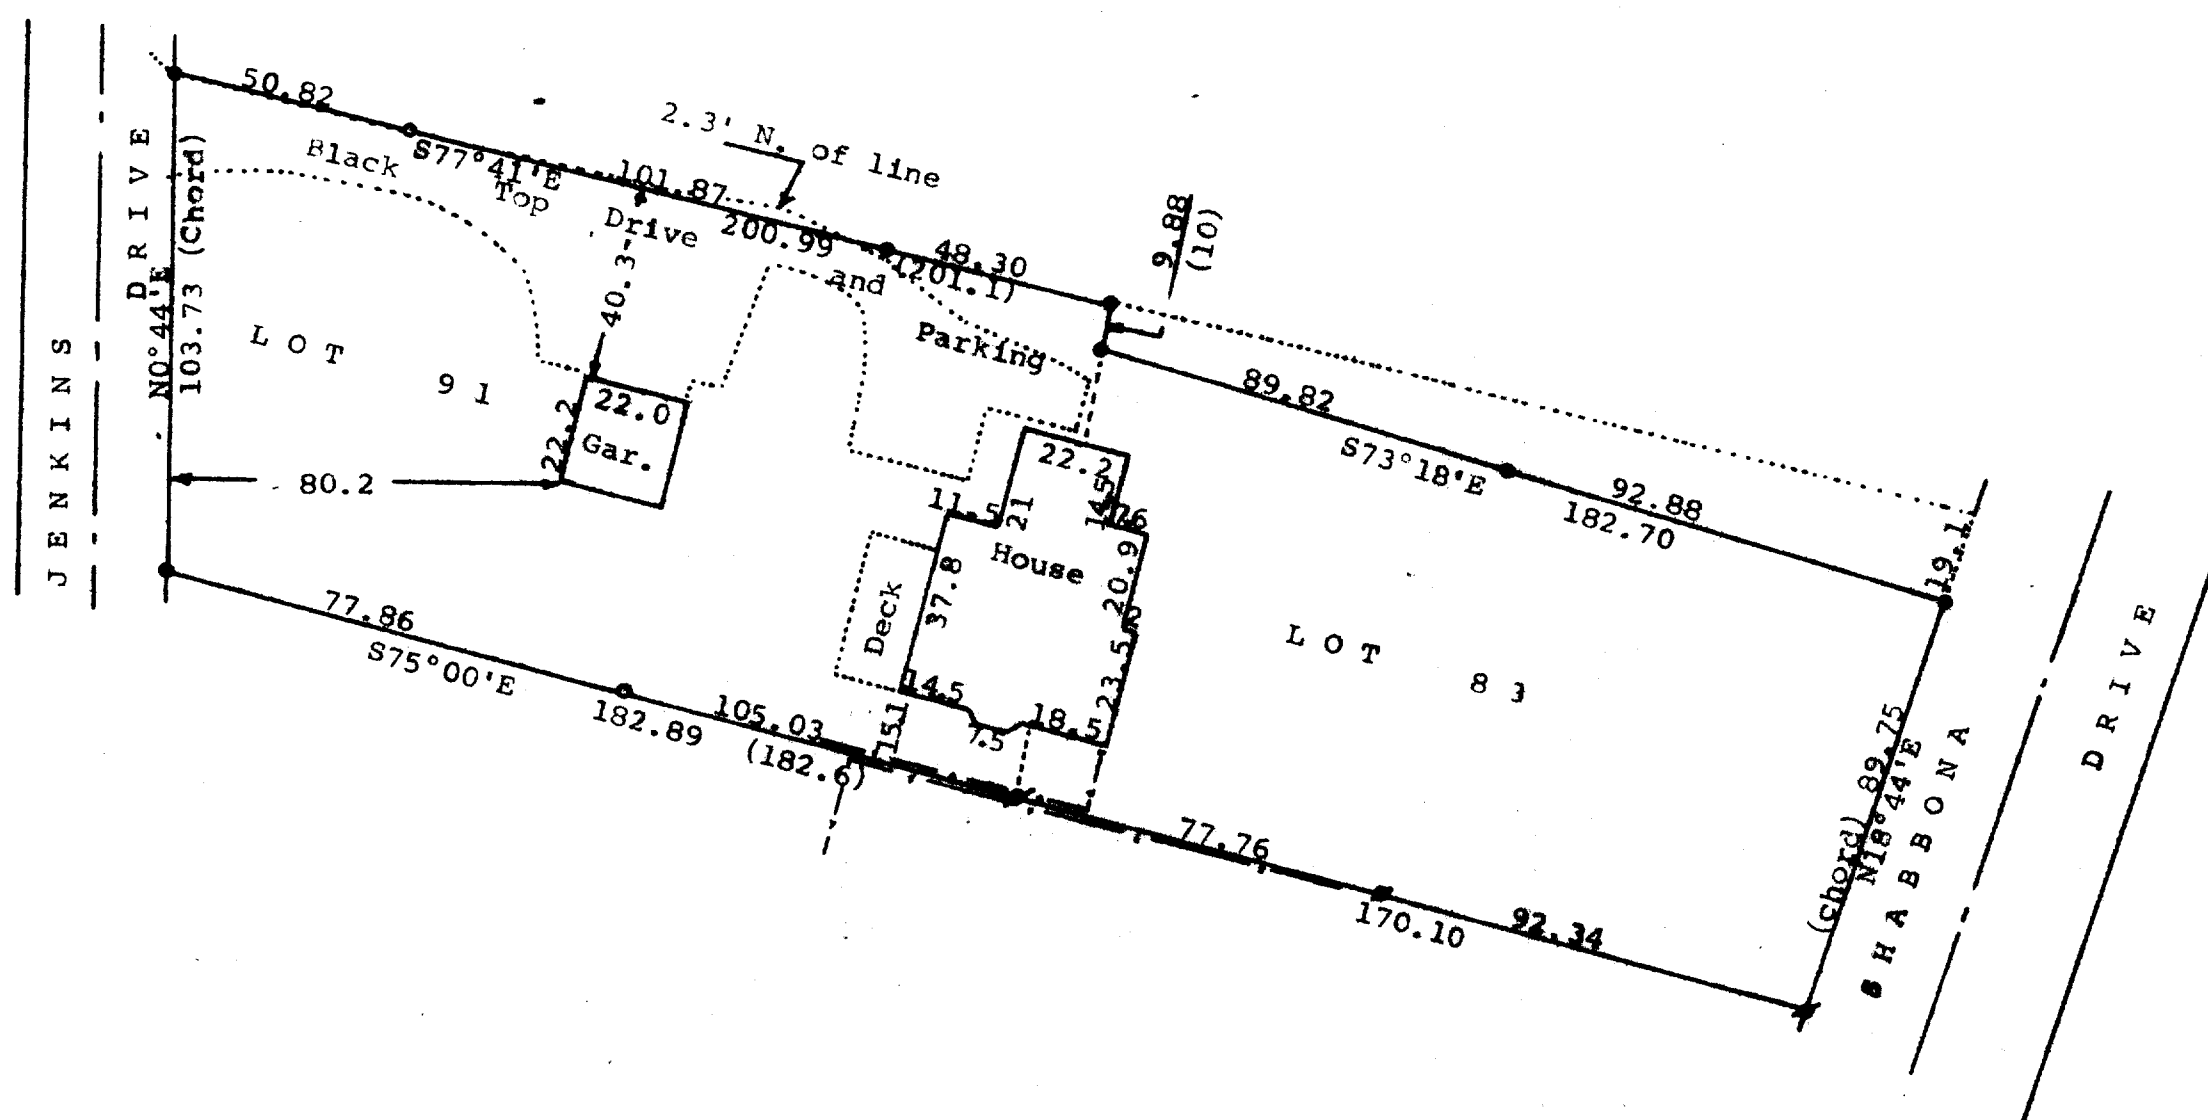 50.82
S77°41'E
101.87
200.99
(201.1)
48.30
2.3' N. of line
9.88
(10)
Black
Top
Drive
and
Parking
JENKINS
DRIVE
N0°44'E
103.73 (Chord)
LOT 91
40.3'
22.0
22.2
Gar.
80.2
89.82
S73°18'E
92.88
182.70
19.1
22.2
14.5
11.5
21
House
20.9
37.8
Deck
23.5
14.5
7.5
18.5
15.1
LOT 83
77.86
S75°00'E
182.89
105.03
(182.6)
77.76
170.10
92.34
(chord) 89.75
N18°44'E
SHABBONA
DRIVE